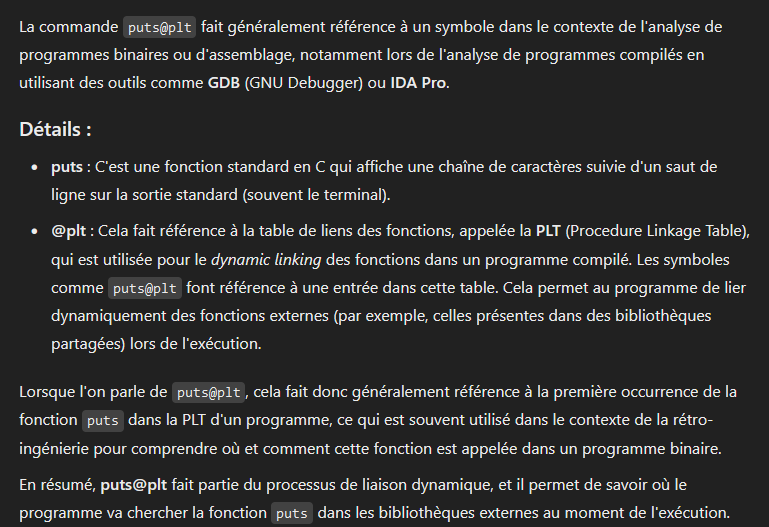 La commande puts@plt fait généralement référence à un symbole dans le contexte de l'analyse de
programmes binaires ou d'assemblage, notamment lors de l'analyse de programmes compilés en
utilisant des outils comme GDB (GNU Debugger) ou IDA Pro.
Détails :
• puts : C'est une fonction standard en C qui affiche une chaîne de caractères suivie d'un saut de
ligne sur la sortie standard (souvent le terminal).
• @plt : Cela fait référence à la table de liens des fonctions, appelée la PLT (Procedure Linkage Table),
qui est utilisée pour le dynamic linking des fonctions dans un programme compilé. Les symboles
comme puts@plt font référence à une entrée dans cette table. Cela permet au programme de lier
dynamiquement des fonctions externes (par exemple, celles présentes dans des bibliothèques
partagées) lors de l'exécution.
Lorsque l'on parle de puts@plt, cela fait donc généralement référence à la première occurrence de la
fonction puts dans la PLT d'un programme, ce qui est souvent utilisé dans le contexte de la rétro-
ingénierie pour comprendre où et comment cette fonction est appelée dans un programme binaire.
En résumé, puts@plt fait partie du processus de liaison dynamique, et il permet de savoir où le
programme va chercher la fonction puts dans les bibliothèques externes au moment de l'exécution.